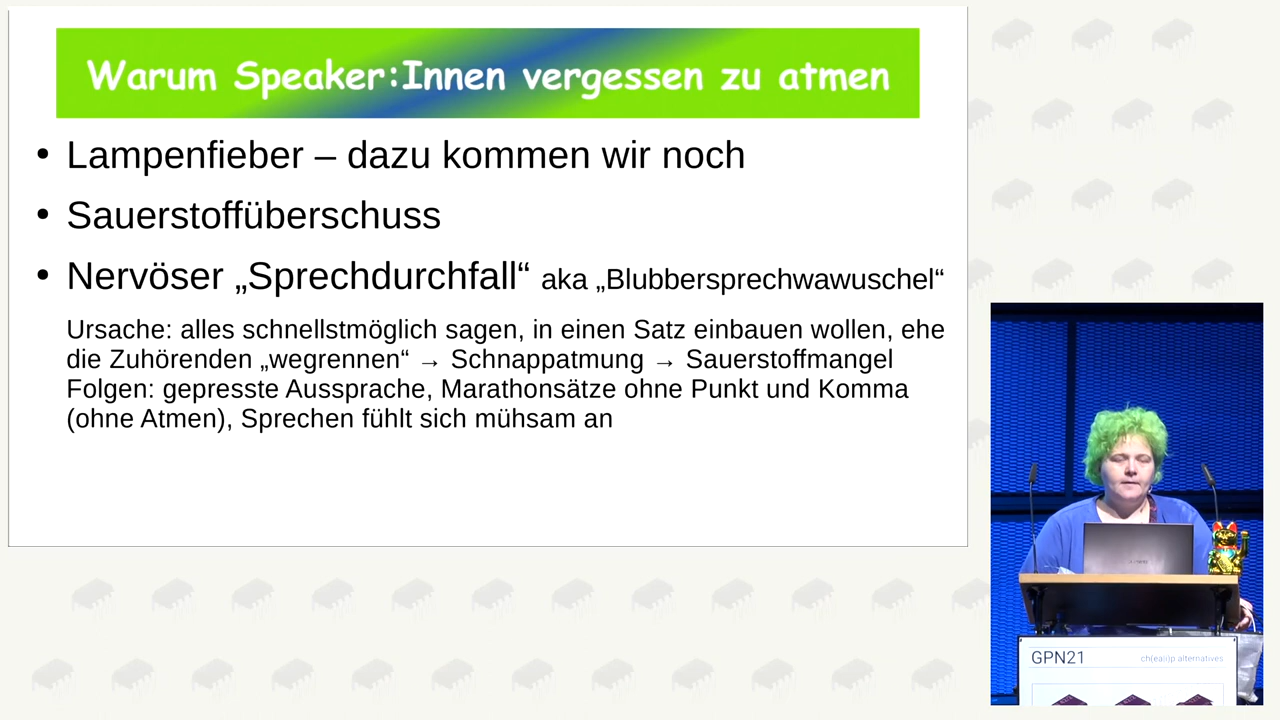 Warum Speaker:Innen vergessen zu atmen
• Lampenfieber – dazu kommen wir noch
• Sauerstoffüberschuss
• Nervöser „Sprechdurchfall“ aka „Blubbersprechwawuschel“
Ursache: alles schnellstmöglich sagen, in einen Satz einbauen wollen, ehe
die Zuhörenden „wegrennen“ → Schnappatmung → Sauerstoffmangel
Folgen: gepresste Aussprache, Marathonsätze ohne Punkt und Komma
(ohne Atmen), Sprechen fühlt sich mühsam an
GPN21
ch(ea|i)p alternatives